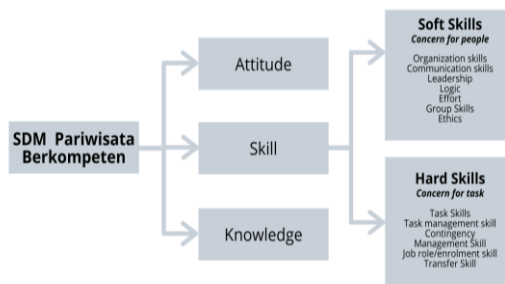 SDM Pariwisata
Berkompeten
Attitude
Skill
Knowledge
Soft Skills
Concern for people
Organization skills
Communication skills
Leadership
Logic
Effort
Group Skills
Ethics
Hard Skills
Concern for task
Task Skills
Task management skill
Contingency
Management Skill
Job role/enrolment skill
Transfer Skill